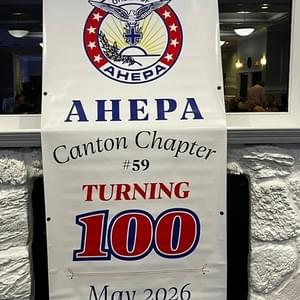 AHEPA
AHEPA
Canton Chapter
#59
TURNING
100
May 2026